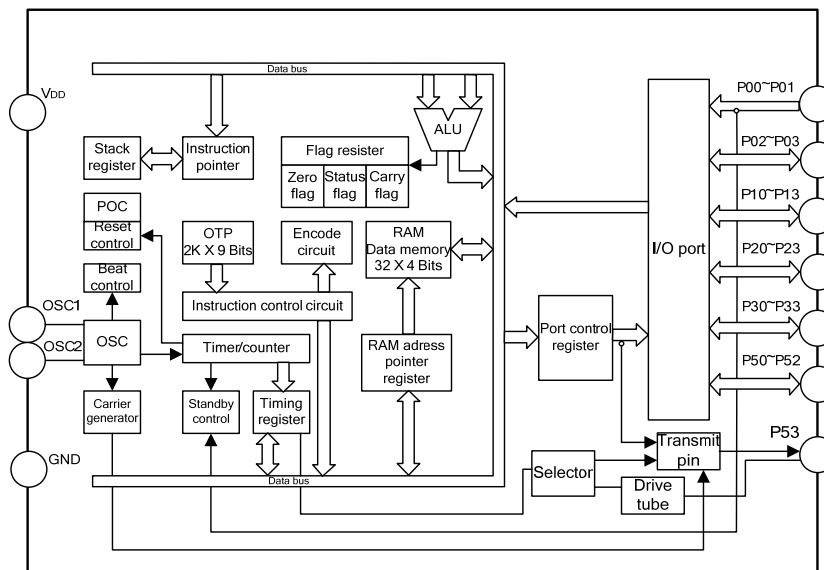 Data bus
VDD
P00~P01
ALU
Stack
register
Instruction
pointer
Flag resister
Zero
flag
Status
flag
Carry
flag
P02~P03
POC
Reset
control
OTP
2K X 9 Bits
Encode
circuit
RAM
Data memory
32 X 4 Bits
P10~P13
I/O port
Beat
control
P20~P23
Instruction control circuit
OSC1
OSC
OSC2
Timer/counter
RAM adress
pointer
register
Port control
register
P30~P33
P50~P52
Carrier
generator
Standby
control
Timing
register
GND
Data bus
Selector
Transmit
pin
P53
Drive
tube